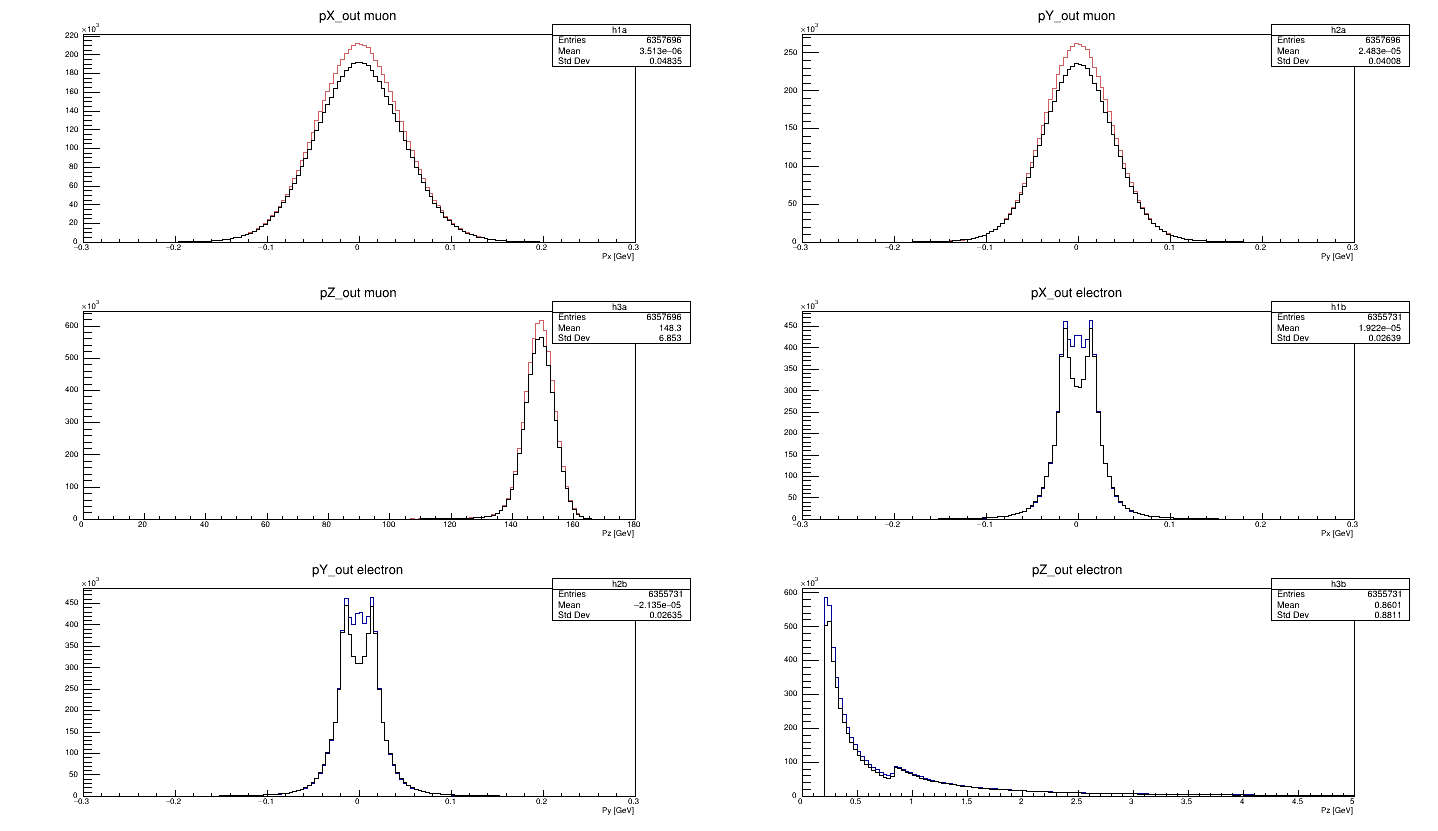 pX_out muon
×10³
h1a
Entries 6357696
Mean 3.513e−06
Std Dev 0.04835
220
200
180
160
140
120
100
80
60
40
20
0
−0.3 −0.2 −0.1 0 0.1 0.2 0.3
Px [GeV]
pY_out muon
×10³
h2a
Entries 6357696
Mean 2.483e−05
Std Dev 0.04008
250
200
150
100
50
0
−0.3 −0.2 −0.1 0 0.1 0.2 0.3
Py [GeV]
pZ_out muon
×10³
h3a
Entries 6357696
Mean 148.3
Std Dev 6.853
600
500
400
300
200
100
0
0 20 40 60 80 100 120 140 160 180
Pz [GeV]
pX_out electron
×10³
h1b
Entries 6355731
Mean 1.922e−05
Std Dev 0.02639
450
400
350
300
250
200
150
100
50
0
−0.3 −0.2 −0.1 0 0.1 0.2 0.3
Px [GeV]
pY_out electron
×10³
h2b
Entries 6355731
Mean −2.135e−05
Std Dev 0.02635
450
400
350
300
250
200
150
100
50
0
−0.3 −0.2 −0.1 0 0.1 0.2 0.3
Py [GeV]
pZ_out electron
×10³
h3b
Entries 6355731
Mean 0.8601
Std Dev 0.8811
600
500
400
300
200
100
0
0 0.5 1 1.5 2 2.5 3 3.5 4 4.5 5
Pz [GeV]